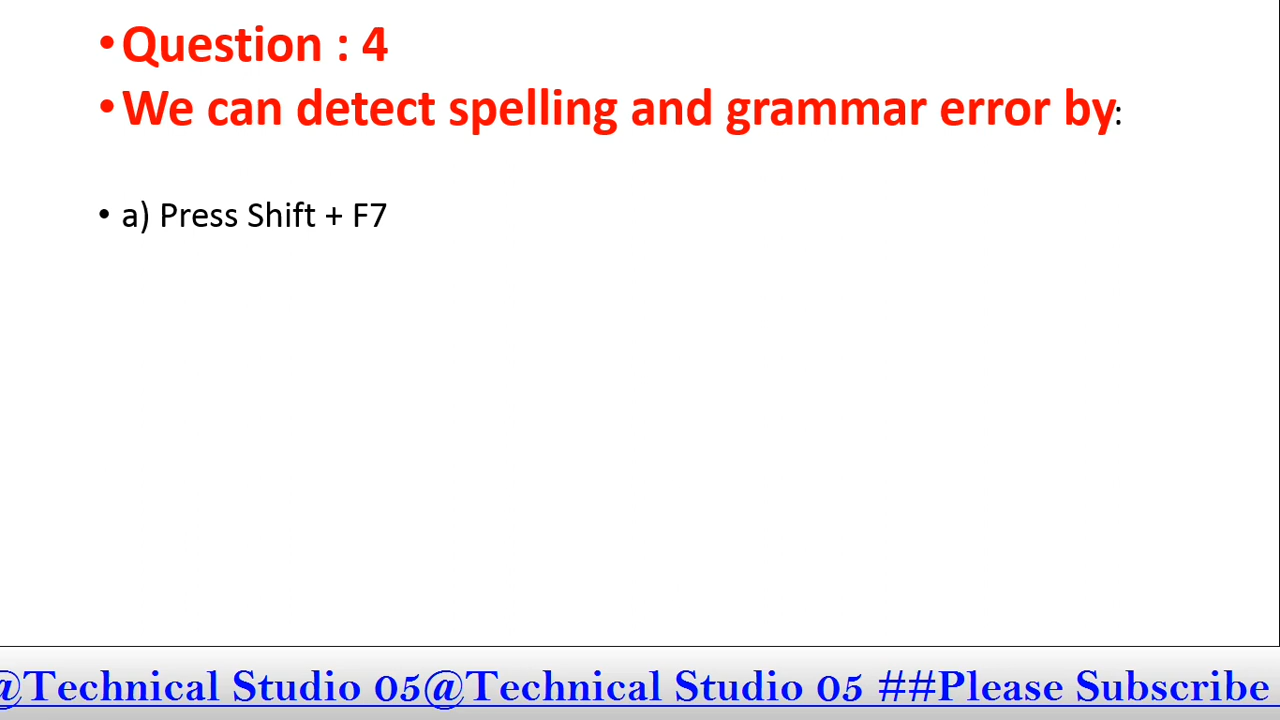 •Question : 4
•We can detect spelling and grammar error by:
• a) Press Shift + F7
@Technical Studio 05@Technical Studio 05 ##Please Subscribe